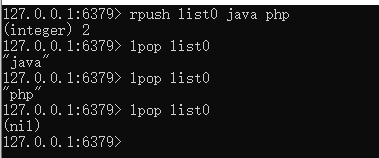 127.0.0.1:6379> rpush list0 java php
(integer) 2
127.0.0.1:6379> lpop list0
"java"
127.0.0.1:6379> lpop list0
"php"
127.0.0.1:6379> lpop list0
(nil)
127.0.0.1:6379>